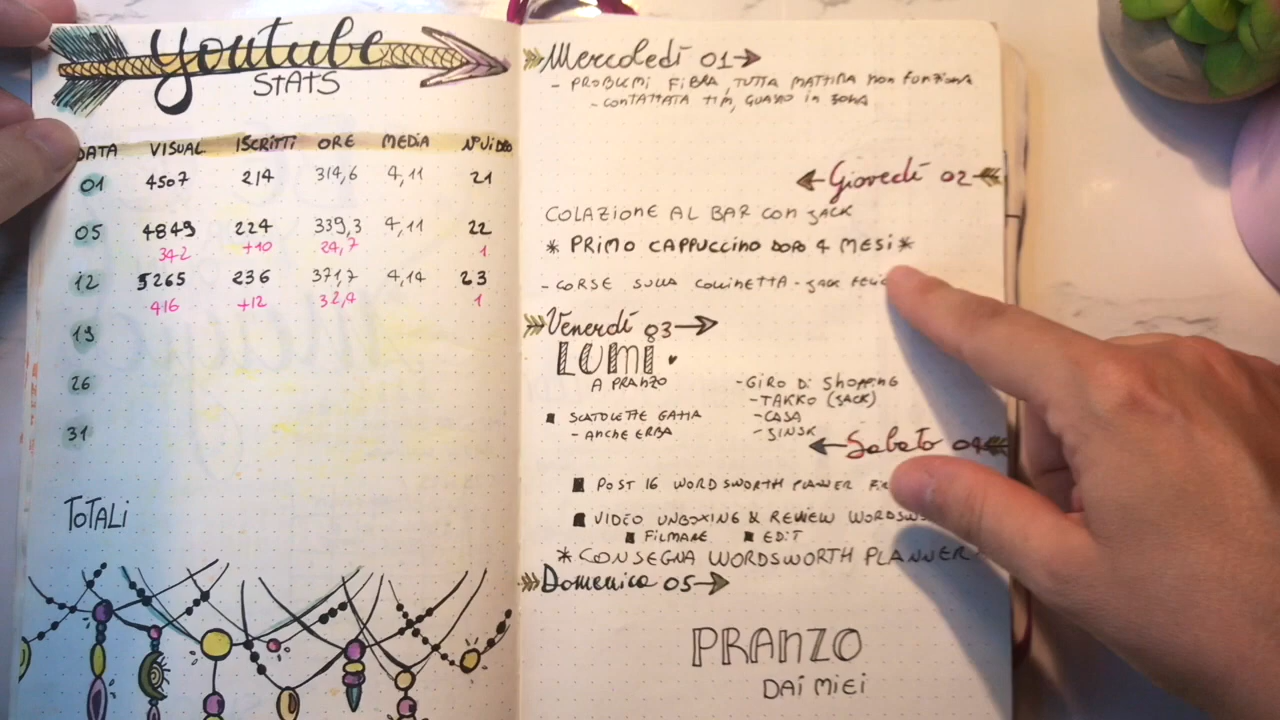 Youtube
STATS
DATA VISUAL ISCRITTI ORE MEDIA N°VIDEO
01 4507 214 314,6 4,11 21
05 4849 224 339,3 4,11 22
342 +10 24,7 1
12 5265 236 371,7 4,14 23
416 +12 32,4 1
19
26
31
TOTALI
Mercoledì 01
- PROBLEMI FIBRA, TUTTA MATTINA non funziona
- CONTATTATA TIM, GUASTO in ZONA
Giovedì 02
COLAZIONE AL BAR con JACK
* PRIMO CAPPUCCINO DOPO 4 MESI *
- CORSE SULLA COLLINETTA - JACK
Venerdì 03
LUMI
A PRANZO
SCATOLETTE GATTA
- ANCHE ERBA
- GIRO DI SHOPPING
- TAKKO (JACK)
- CASA
- JINSK
Sabato 04
POST 16 WORDSWORTH PLANNER
VIDEO UNBOXING & REVIEW
FILMARE EDIT
* CONSEGNA WORDSWORTH PLANNER
Domenica 05
PRANZO
DAI MIEI